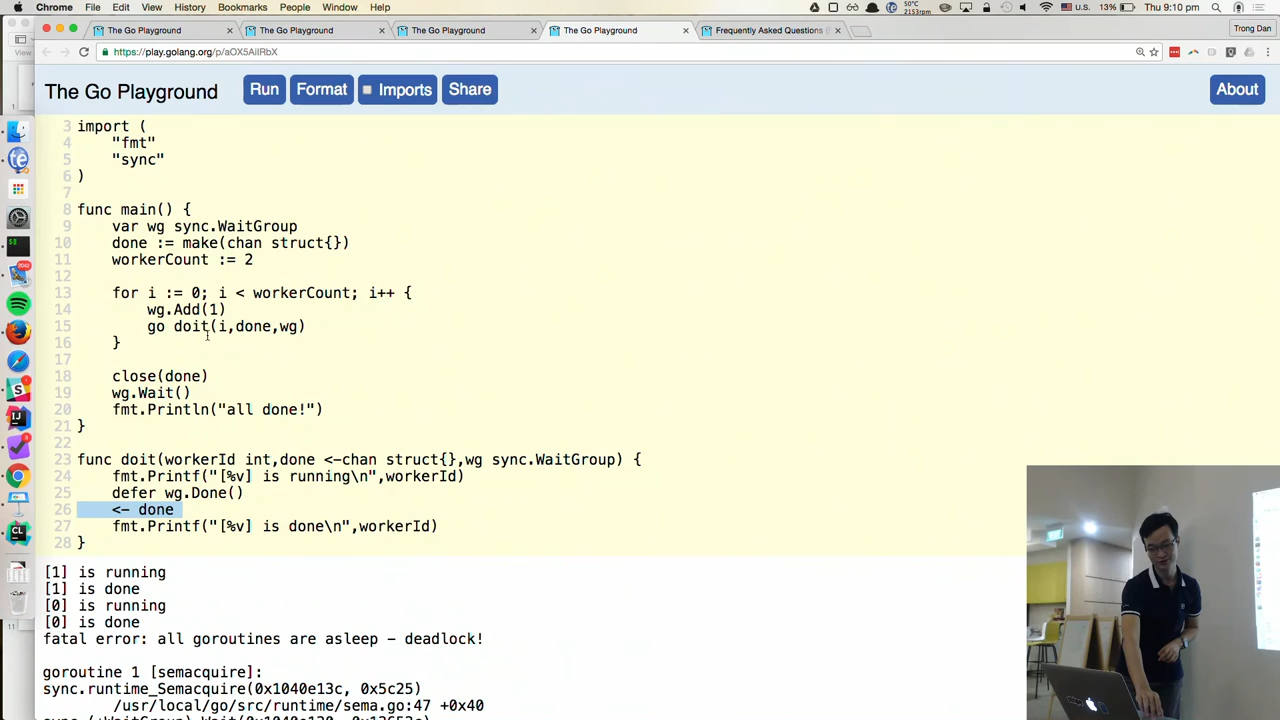 Chrome File Edit View History Bookmarks People Window Help 50°C 2153rpm U.S. 13% Thu 9:10 pm
The Go Playground The Go Playground The Go Playground The Go Playground Frequently Asked Questions Trong Dan
https://play.golang.org/p/aOX5AilRbX
The Go Playground Run Format Imports Share About
3 import (
4 "fmt"
5 "sync"
6 )
7
8 func main() {
9 var wg sync.WaitGroup
10 done := make(chan struct{})
11 workerCount := 2
12
13 for i := 0; i < workerCount; i++ {
14 wg.Add(1)
15 go doit(i,done,wg)
16 }
17
18 close(done)
19 wg.Wait()
20 fmt.Println("all done!")
21 }
22
23 func doit(workerId int,done <-chan struct{},wg sync.WaitGroup) {
24 fmt.Printf("[%v] is running\n",workerId)
25 defer wg.Done()
26 <- done
27 fmt.Printf("[%v] is done\n",workerId)
28 }
[1] is running
[1] is done
[0] is running
[0] is done
fatal error: all goroutines are asleep - deadlock!
goroutine 1 [semacquire]:
sync.runtime_Semacquire(0x1040e13c, 0x5c25)
/usr/local/go/src/runtime/sema.go:47 +0x40